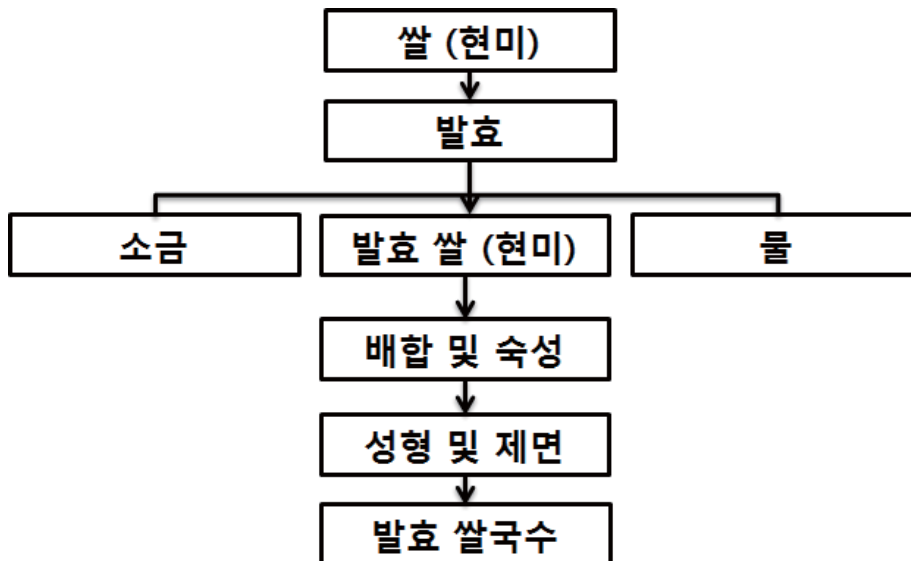 쌀 (현미)
발효
소금
발효 쌀 (현미)
물
배합 및 숙성
성형 및 제면
발효 쌀국수